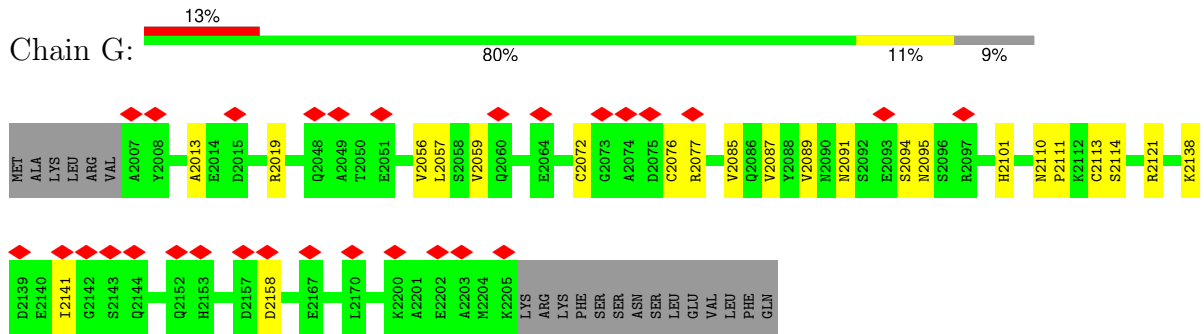 13%
Chain G:
80% 11% 9%
MET ALA LYS LEU ARG VAL A2007 Y2008 A2013 E2014 D2015 R2019 Q2048 A2049 T2050 E2051 V2056 L2057 S2058 V2059 Q2060 E2064 C2072 G2073 A2074 D2075 C2076 R2077 V2085 Q2086 V2087 Y2088 V2089 N2090 N2091 S2092 E2093 S2094 N2095 S2096 R2097 H2101 N2110 P2111 K2112 C2113 S2114 R2121 K2138
D2139 E2140 I2141 G2142 S2143 Q2144 Q2152 H2153 D2157 D2158 E2167 L2170 K2200 A2201 E2202 A2203 M2204 K2205 LYS ARG LYS PHE SER SER ASN SER LEU GLU VAL LEU PHE GLN